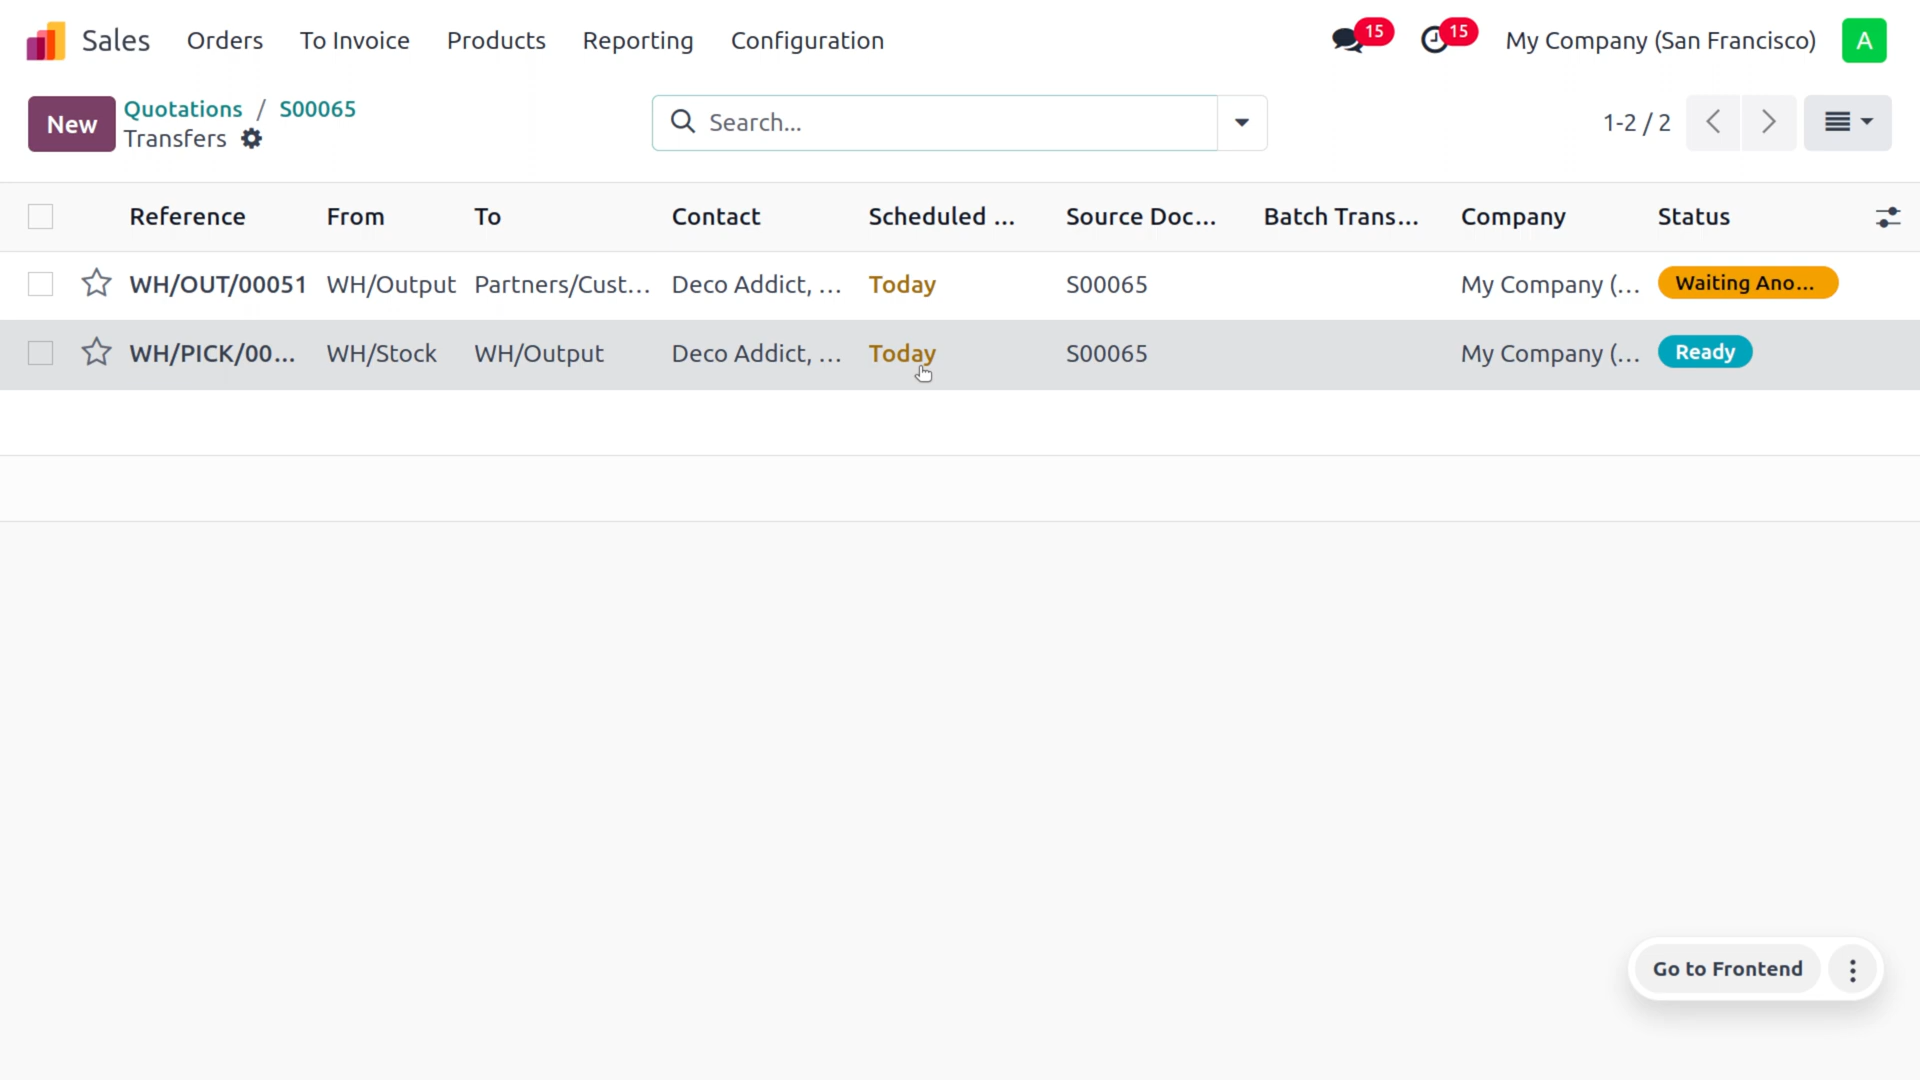 Sales Orders To Invoice Products Reporting Configuration 15 15 My Company (San Francisco) A
New Quotations / S00065 Search... 1-2 / 2
Transfers
Reference From To Contact Scheduled ... Source Doc... Batch Trans... Company Status
WH/OUT/00051 WH/Output Partners/Cust... Deco Addict, ... Today S00065 My Company (... Waiting Ano...
WH/PICK/00... WH/Stock WH/Output Deco Addict, ... Today S00065 My Company (... Ready
Go to Frontend